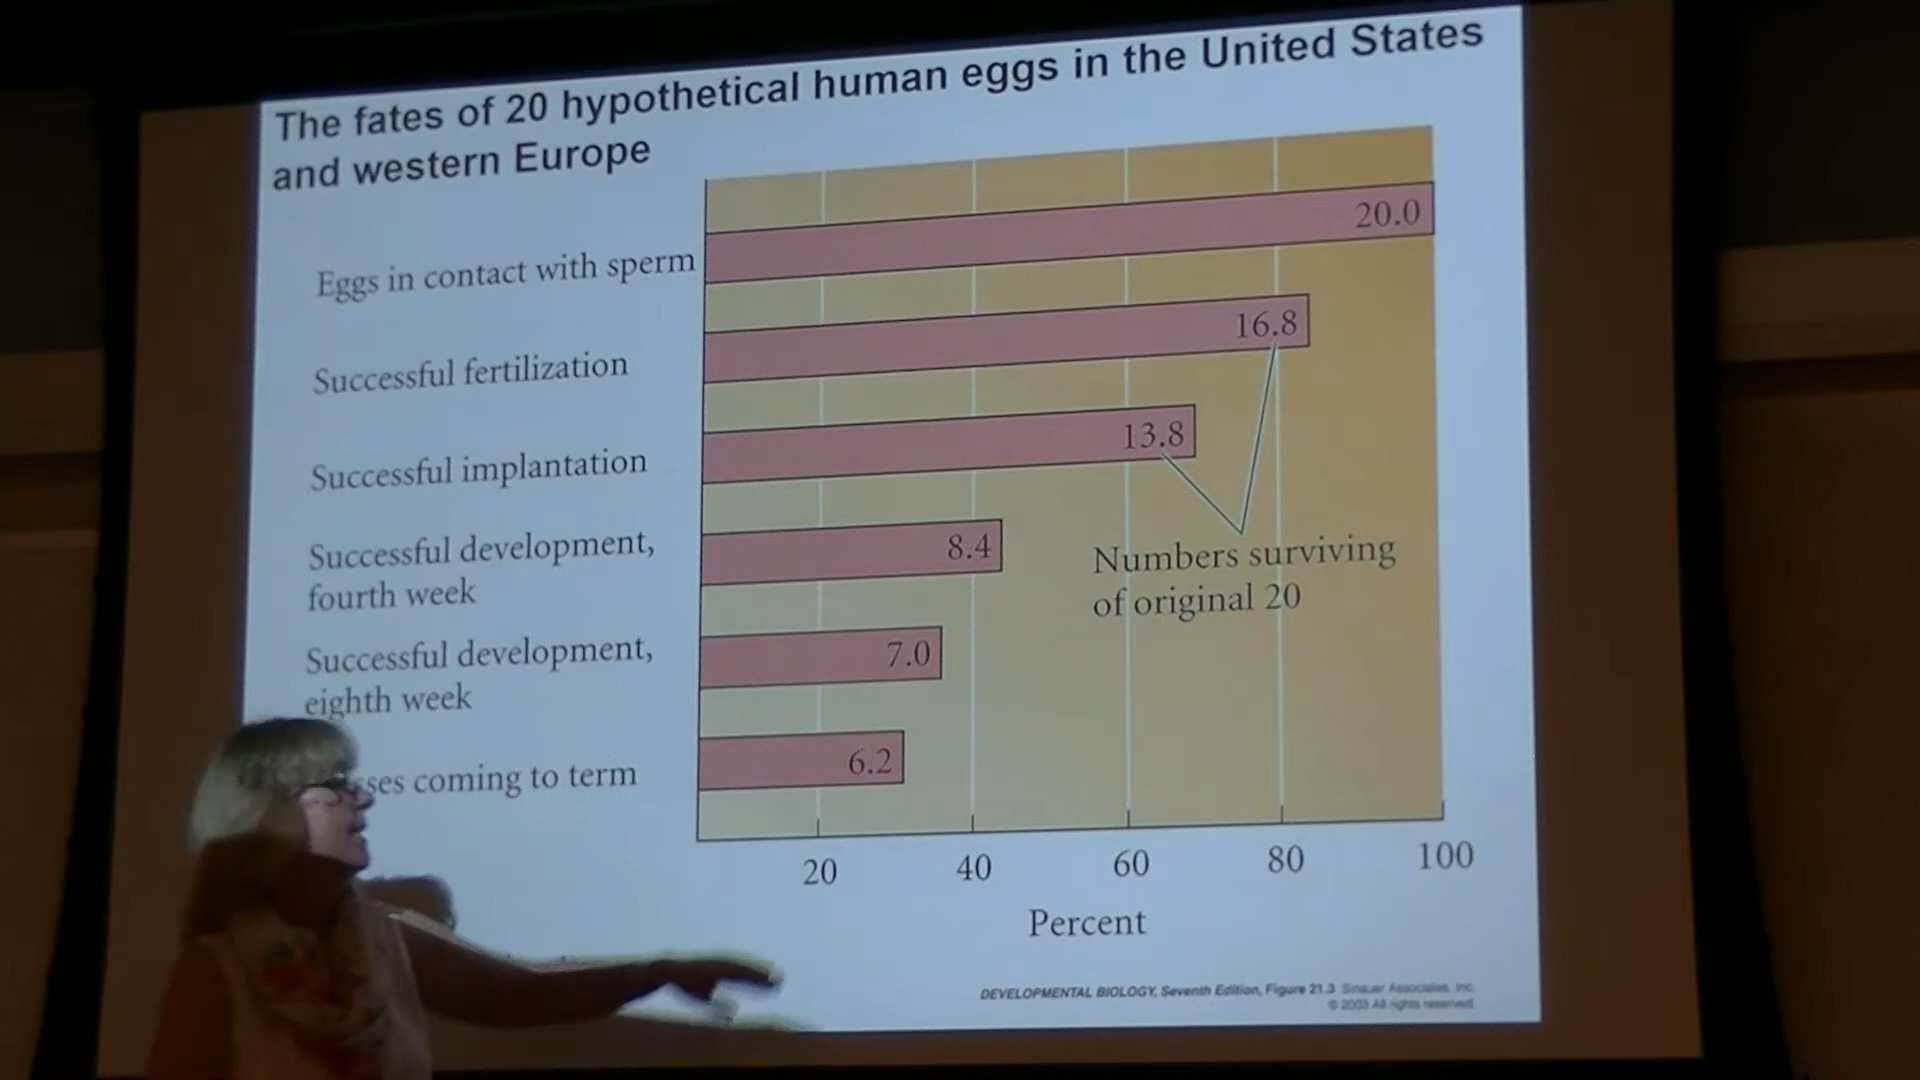 The fates of 20 hypothetical human eggs in the United States
and western Europe
Eggs in contact with sperm
20.0
Successful fertilization
16.8
Successful implantation
13.8
Successful development,
fourth week
8.4
Numbers surviving
of original 20
Successful development,
eighth week
7.0
coming to term
6.2
20 40 60 80 100
Percent
DEVELOPMENTAL BIOLOGY, Seventh Edition, Figure 21.3 Sinauer Associates, Inc.
© 2003 All rights reserved.